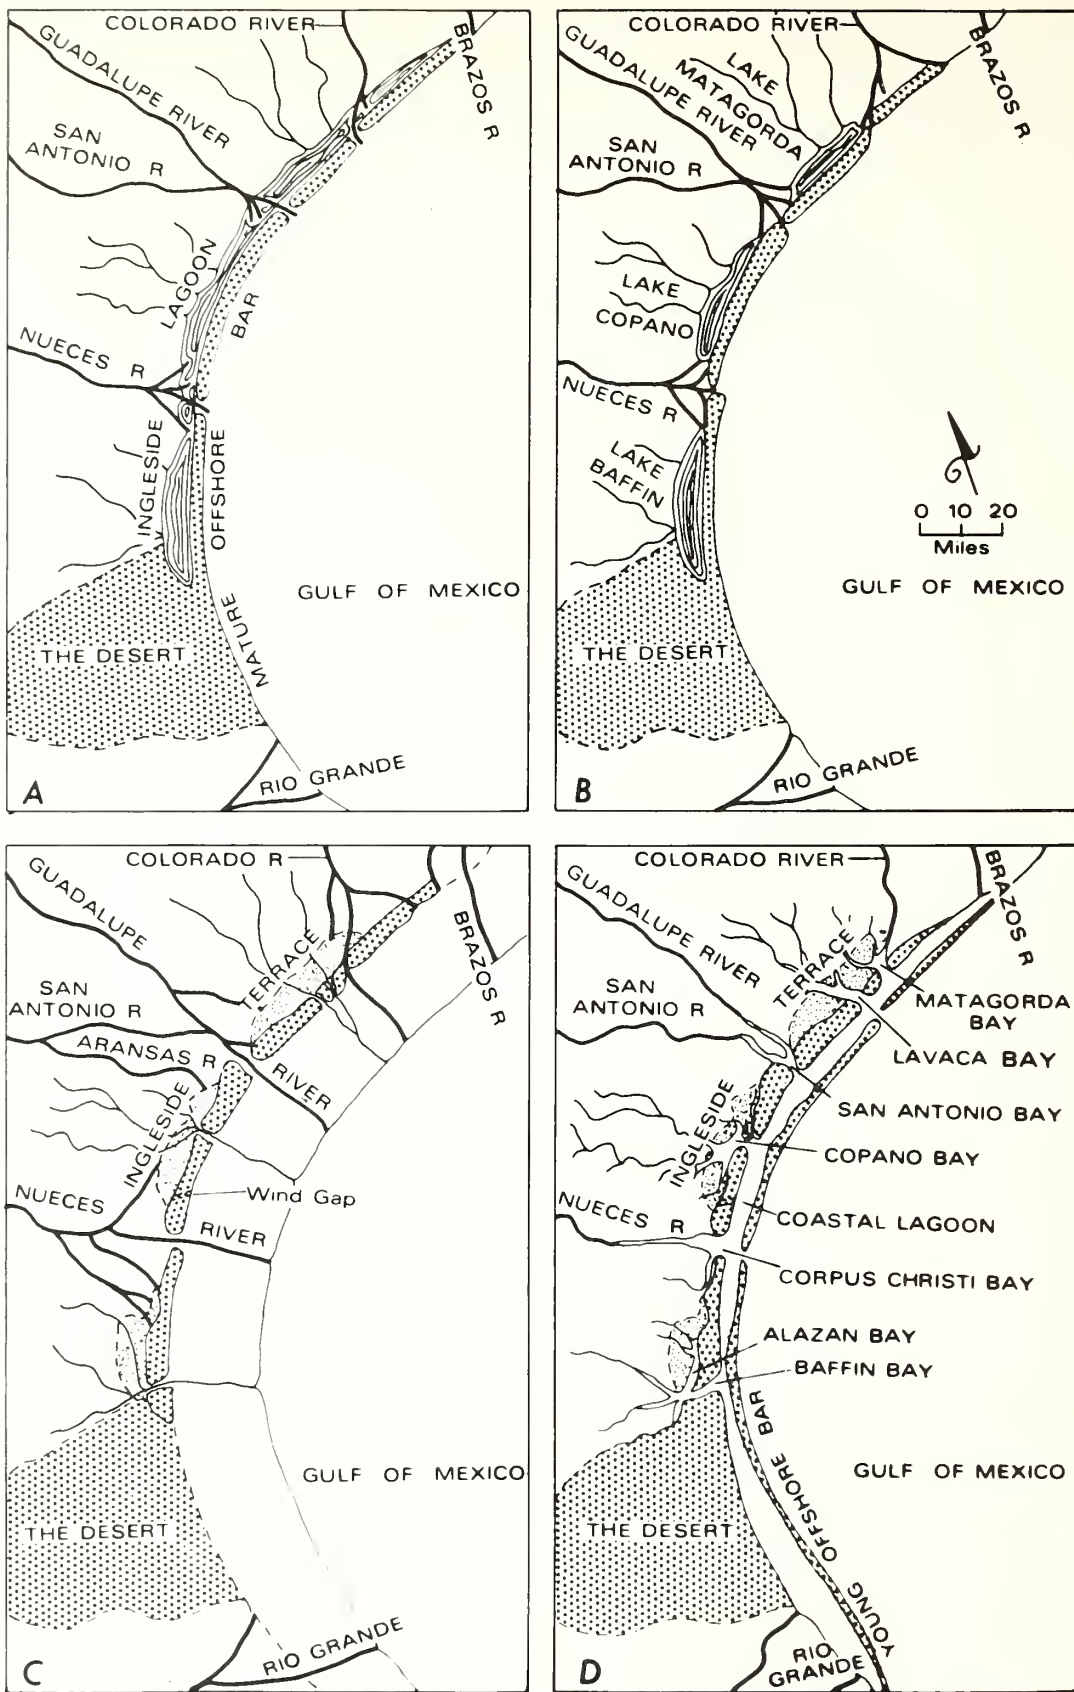 COLORADO RIVER
GUADALUPE RIVER
BRAZOS R
SAN
ANTONIO R
LAGOON
BAR
NUECES R
INGLESIDE
OFFSHORE
MATURE
GULF OF MEXICO
THE DESERT
RIO GRANDE
A
COLORADO RIVER
GUADALUPE RIVER
LAKE
MATAGORDA
BRAZOS R
SAN
ANTONIO R
LAKE
COPANO
NUECES R
LAKE
BAFFIN
0 10 20
Miles
GULF OF MEXICO
THE DESERT
RIO GRANDE
B
COLORADO R
GUADALUPE
RIVER
BRAZOS R
TERRACE
SAN
ANTONIO R
ARANSAS R
INGLESIDE
NUECES
RIVER
Wind Gap
GULF OF MEXICO
THE DESERT
RIO GRANDE
C
COLORADO RIVER
GUADALUPE RIVER
BRAZOS R
TERRACE
SAN
ANTONIO R
MATAGORDA
BAY
LAVACA BAY
SAN ANTONIO BAY
INGLESIDE
COPANO BAY
NUECES R
COASTAL LAGOON
CORPUS CHRISTI BAY
ALAZAN BAY
BAFFIN BAY
YOUNG OFFSHORE BAR
GULF OF MEXICO
THE DESERT
RIO
GRANDE
D